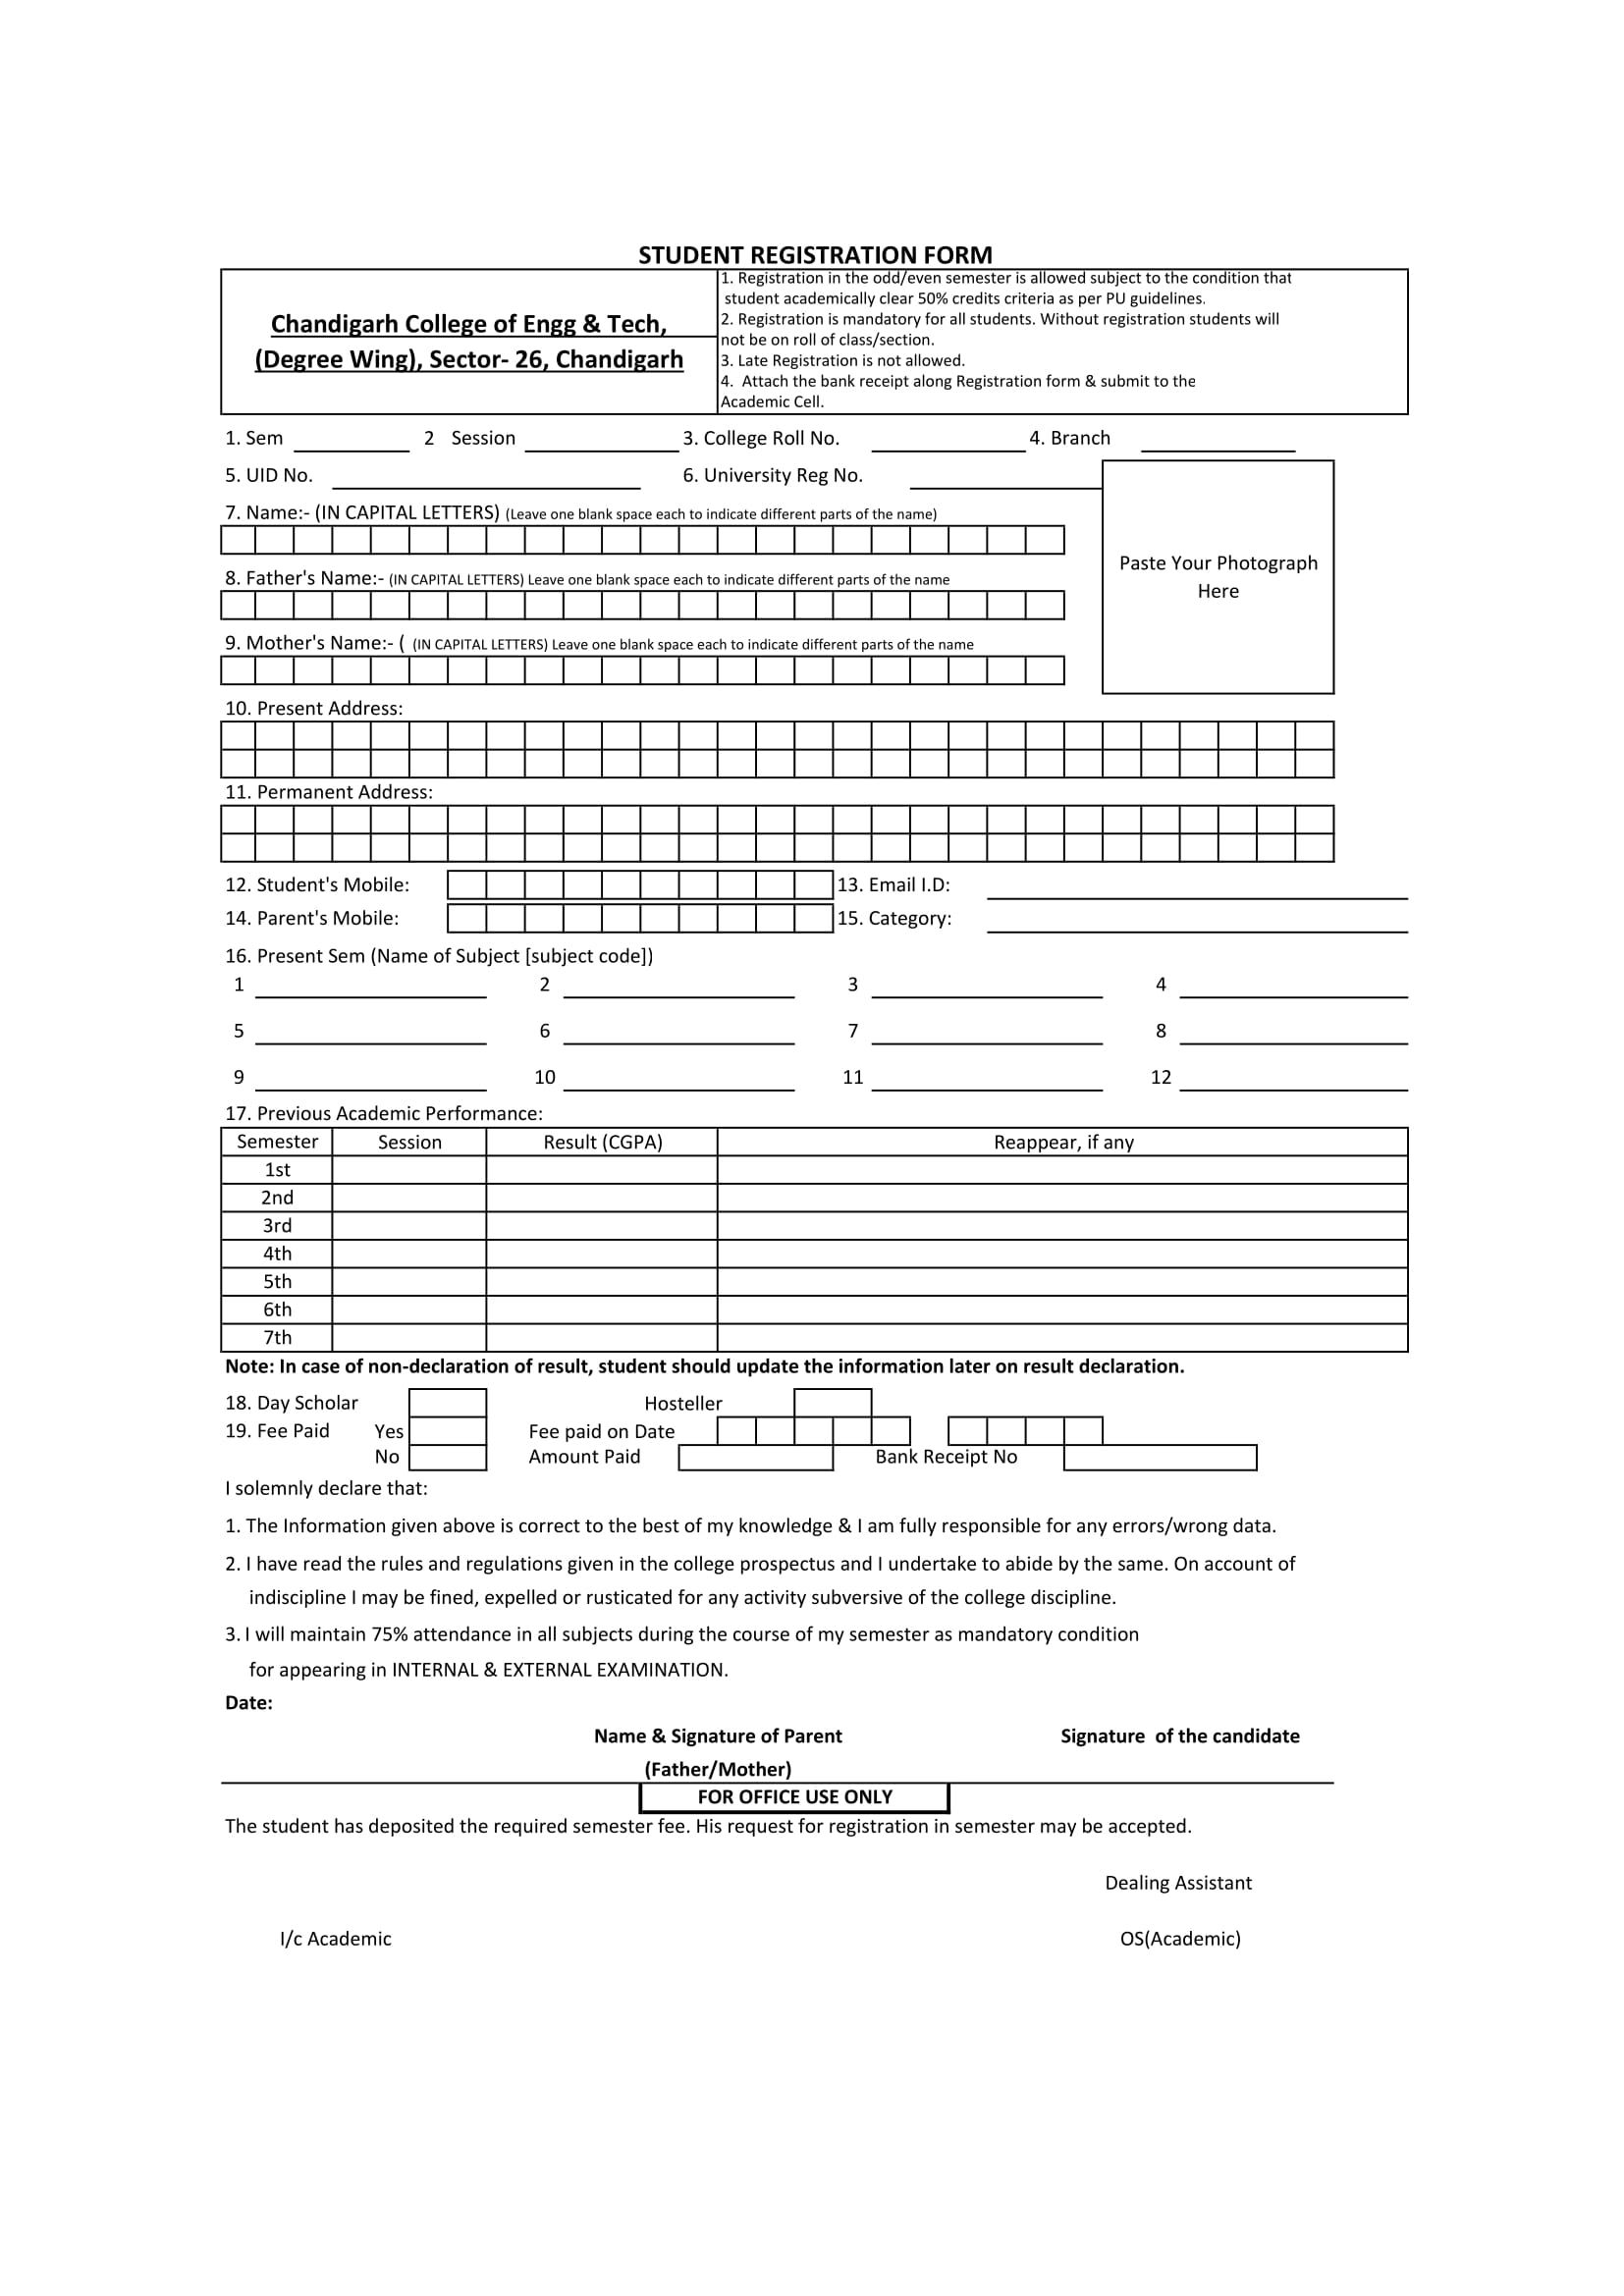 STUDENT REGISTRATION FORM
Chandigarh College of Engg & Tech,
(Degree Wing), Sector- 26, Chandigarh
1. Registration in the odd/even semester is allowed subject to the condition that
student academically clear 50% credits criteria as per PU guidelines.
2. Registration is mandatory for all students. Without registration students will
not be on roll of class/section.
3. Late Registration is not allowed.
4. Attach the bank receipt along Registration form & submit to the
Academic Cell.
1. Sem 2 Session 3. College Roll No. 4. Branch
5. UID No. 6. University Reg No.
7. Name:- (IN CAPITAL LETTERS) (Leave one blank space each to indicate different parts of the name)
Paste Your Photograph
Here
8. Father's Name:- (IN CAPITAL LETTERS) Leave one blank space each to indicate different parts of the name
9. Mother's Name:- ( (IN CAPITAL LETTERS) Leave one blank space each to indicate different parts of the name
10. Present Address:
11. Permanent Address:
12. Student's Mobile: 13. Email I.D:
14. Parent's Mobile: 15. Category:
16. Present Sem (Name of Subject [subject code])
1 2 3 4
5 6 7 8
9 10 11 12
17. Previous Academic Performance:
Semester Session Result (CGPA) Reappear, if any
1st
2nd
3rd
4th
5th
6th
7th
Note: In case of non-declaration of result, student should update the information later on result declaration.
18. Day Scholar Hosteller
19. Fee Paid Yes Fee paid on Date
No Amount Paid Bank Receipt No
I solemnly declare that:
1. The Information given above is correct to the best of my knowledge & I am fully responsible for any errors/wrong data.
2. I have read the rules and regulations given in the college prospectus and I undertake to abide by the same. On account of
indiscipline I may be fined, expelled or rusticated for any activity subversive of the college discipline.
3. I will maintain 75% attendance in all subjects during the course of my semester as mandatory condition
for appearing in INTERNAL & EXTERNAL EXAMINATION.
Date:
Name & Signature of Parent Signature of the candidate
(Father/Mother)
FOR OFFICE USE ONLY
The student has deposited the required semester fee. His request for registration in semester may be accepted.
Dealing Assistant
I/c Academic OS(Academic)